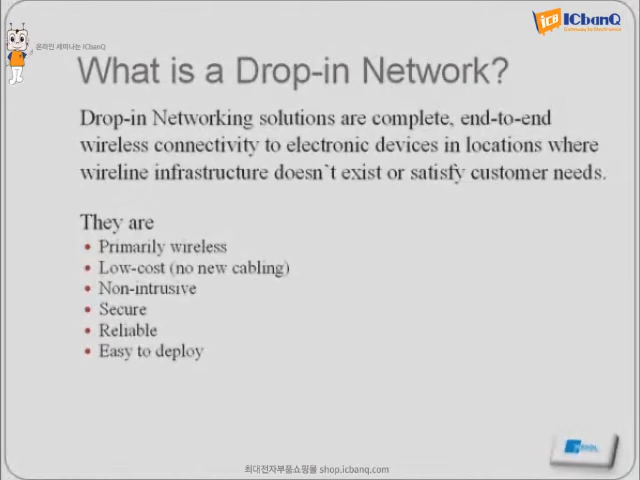 ICbanQ
온라인 세미나는 ICbanQ
What is a Drop-in Network?
Drop-in Networking solutions are complete, end-to-end
wireless connectivity to electronic devices in locations where
wireline infrastructure doesn`t exist or satisfy customer needs.
They are
• Primarily wireless
• Low-cost (no new cabling)
• Non-intrusive
• Secure
• Reliable
• Easy to deploy
최대전자부품쇼핑몰 shop.icbanq.com